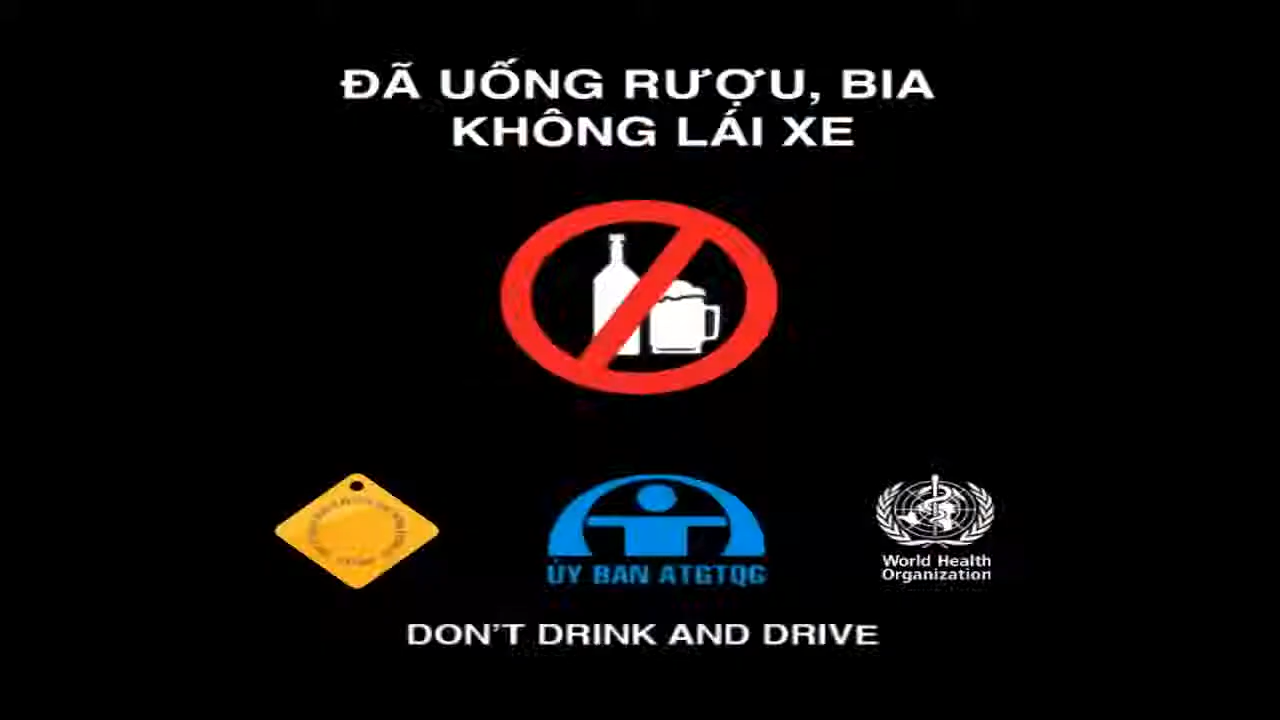 ĐÃ UỐNG RƯỢU, BIA
KHÔNG LÁI XE
ỦY BAN ATGTQG
World Health
Organization
DON'T DRINK AND DRIVE